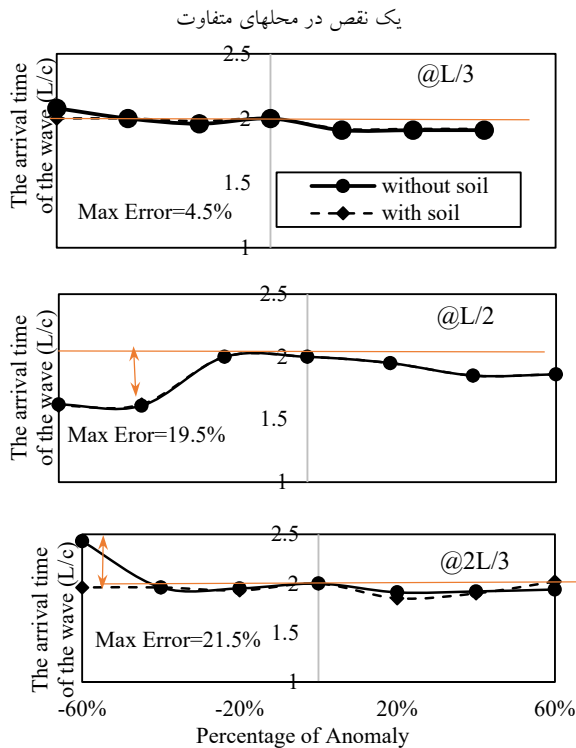 یک نقص در محلهای متفاوت
2.5
@L/3
2
1.5
1
The arrival time
of the wave (L/c)
Max Error=4.5%
without soil
with soil
2.5
@L/2
2
1.5
1
The arrival time
of the wave (L/c)
Max Eror=19.5%
2.5
@2L/3
2
1.5
1
The arrival time
of the wave (L/c)
Max Error=21.5%
-60% -20% 20% 60%
Percentage of Anomaly